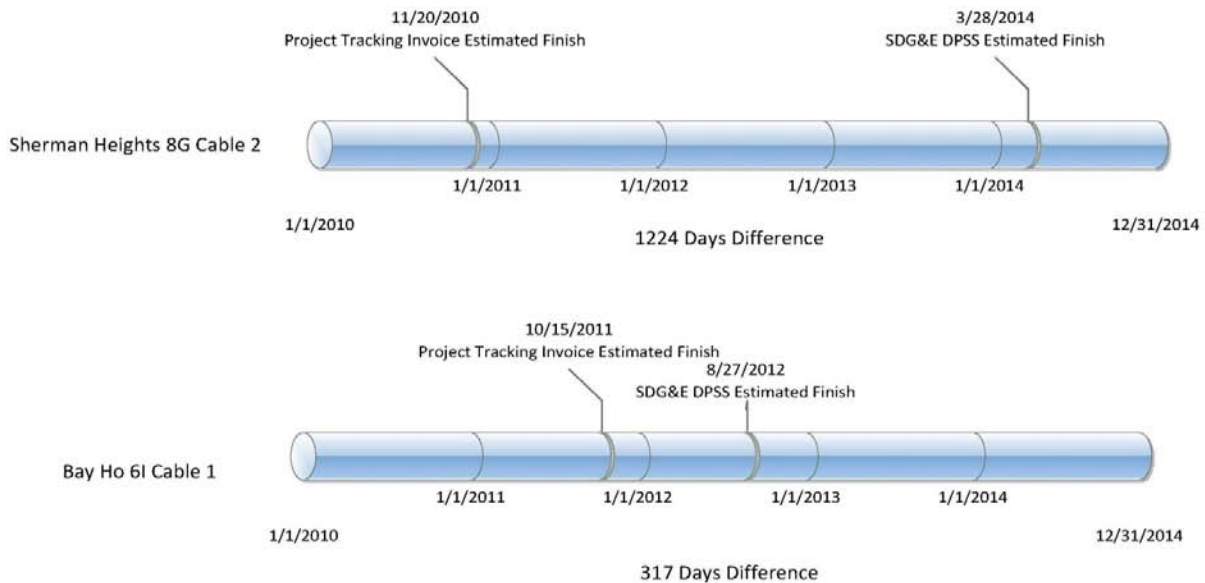 11/20/2010
Project Tracking Invoice Estimated Finish
3/28/2014
SDG&E DPSS Estimated Finish
Sherman Heights 8G Cable 2
1/1/2011
1/1/2012
1/1/2013
1/1/2014
1/1/2010
12/31/2014
1224 Days Difference
10/15/2011
Project Tracking Invoice Estimated Finish
8/27/2012
SDG&E DPSS Estimated Finish
Bay Ho 6I Cable 1
1/1/2011
1/1/2012
1/1/2013
1/1/2014
1/1/2010
12/31/2014
317 Days Difference